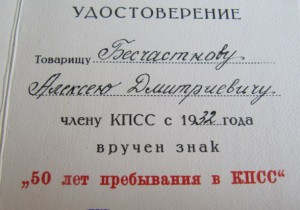 УДОСТОВЕРЕНИЕ
Товарищу Бесчастнову
Алексею Дмитриевичу
члену КПСС с 1932 года
вручен знак
„50 лет пребывания в КПСС“